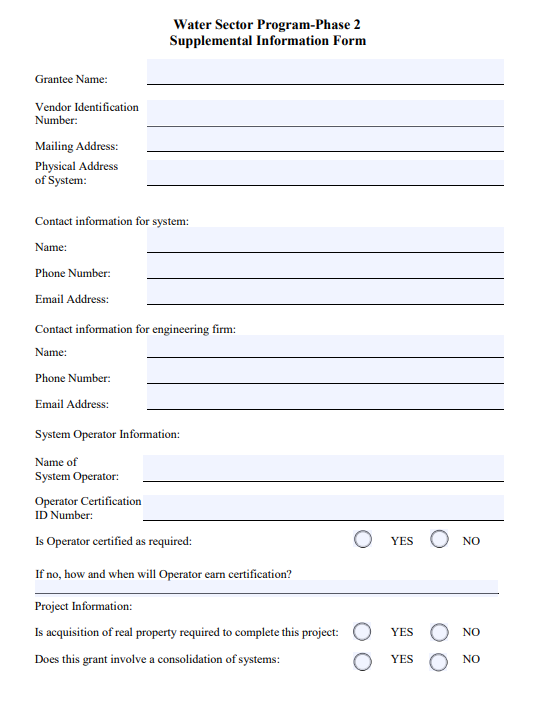 Water Sector Program-Phase 2
Supplemental Information Form
Grantee Name:
Vendor Identification
Number:
Mailing Address:
Physical Address
of System:
Contact information for system:
Name:
Phone Number:
Email Address:
Contact information for engineering firm:
Name:
Phone Number:
Email Address:
System Operator Information:
Name of
System Operator:
Operator Certification
ID Number:
Is Operator certified as required: YES NO
If no, how and when will Operator earn certification?
Project Information:
Is acquisition of real property required to complete this project: YES NO
Does this grant involve a consolidation of systems: YES NO